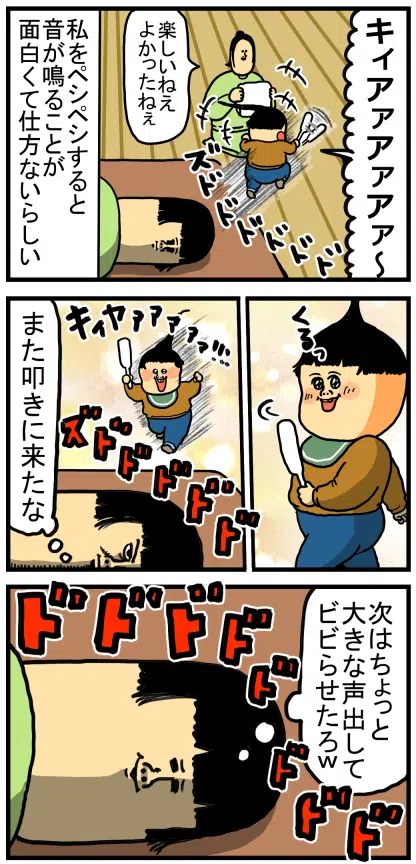 キィアァァァァァ～
楽しいねえ
よかったねぇ
ズドドドドドド
私をペシペシすると
音が鳴ることが
面白くて仕方ないらしい
くるっ
キィヤァァァァァァ!!!
ズドドドドドド
また叩きに来たな
次はちょっと
大きな声出して
ビビらせたろw
ドドドドドドド